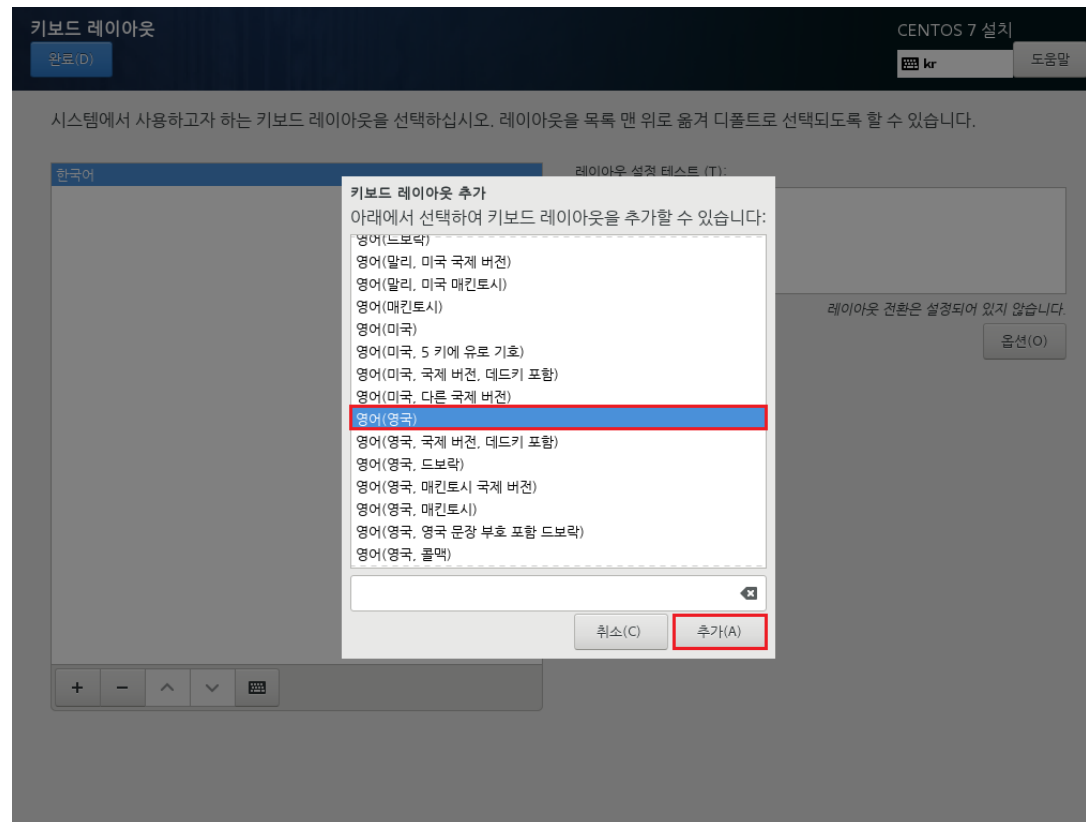 키보드 레이아웃
CENTOS 7 설치
완료(D)
kr
도움말
시스템에서 사용하고자 하는 키보드 레이아웃을 선택하십시오. 레이아웃을 목록 맨 위로 옮겨 디폴트로 선택되도록 할 수 있습니다.
한국어
레이아웃 설정 테스트 (T):
키보드 레이아웃 추가
아래에서 선택하여 키보드 레이아웃을 추가할 수 있습니다:
영어(드보락)
영어(말리, 미국 국제 버전)
영어(말리, 미국 매킨토시)
영어(매킨토시)
영어(미국)
영어(미국, 5 키에 유로 기호)
영어(미국, 국제 버전, 데드키 포함)
영어(미국, 다른 국제 버전)
영어(영국)
영어(영국, 국제 버전, 데드키 포함)
영어(영국, 드보락)
영어(영국, 매킨토시 국제 버전)
영어(영국, 매킨토시)
영어(영국, 영국 문장 부호 포함 드보락)
영어(영국, 콜맥)
레이아웃 전환은 설정되어 있지 않습니다.
옵션(O)
취소(C)
추가(A)